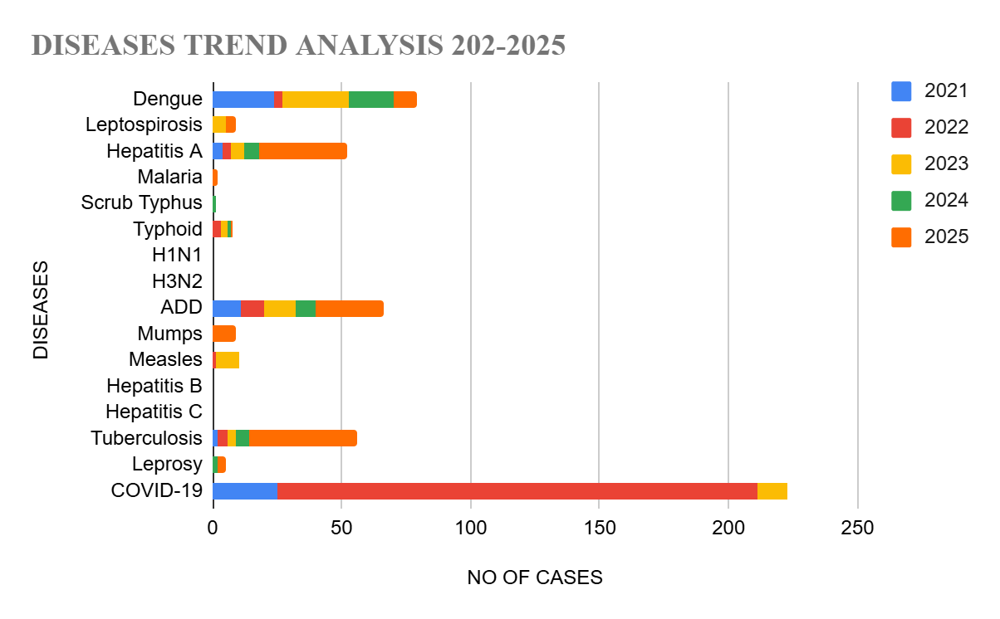 DISEASES TREND ANALYSIS 202-2025
2021
2022
2023
2024
2025
DISEASES
Dengue
Leptospirosis
Hepatitis A
Malaria
Scrub Typhus
Typhoid
H1N1
H3N2
ADD
Mumps
Measles
Hepatitis B
Hepatitis C
Tuberculosis
Leprosy
COVID-19
0 50 100 150 200 250
NO OF CASES